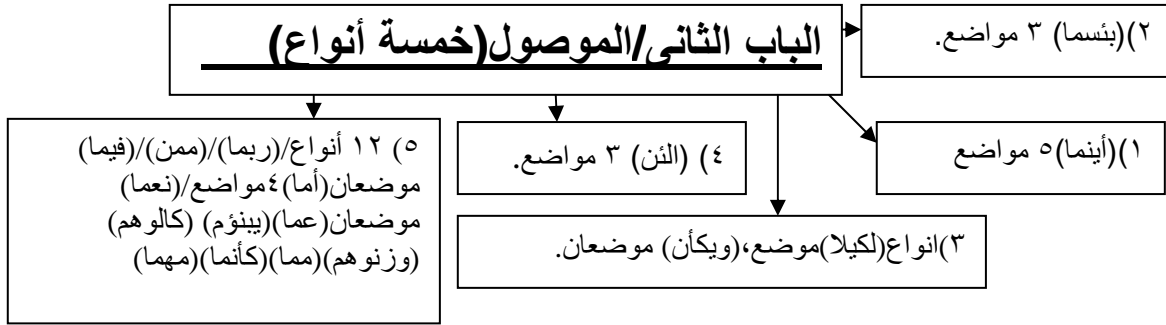 الباب الثانى/الموصول(خمسة أنواع)
٢)(بئسما) ٣ مواضع.
١)(أينما)٥ مواضع
٤) (الئن) ٣ مواضع.
٣)انواع(لكيلا)موضع،(ويكأن) موضعان.
٥) ١٢ أنواع/(ربما)/(ممن)/(فيما)
موضعان(أما)٤مواضع/(نعما)
موضعان(عما)(يبنؤم) (كالوهم)
(وزنوهم)(مما)(كأنما)(مهما)